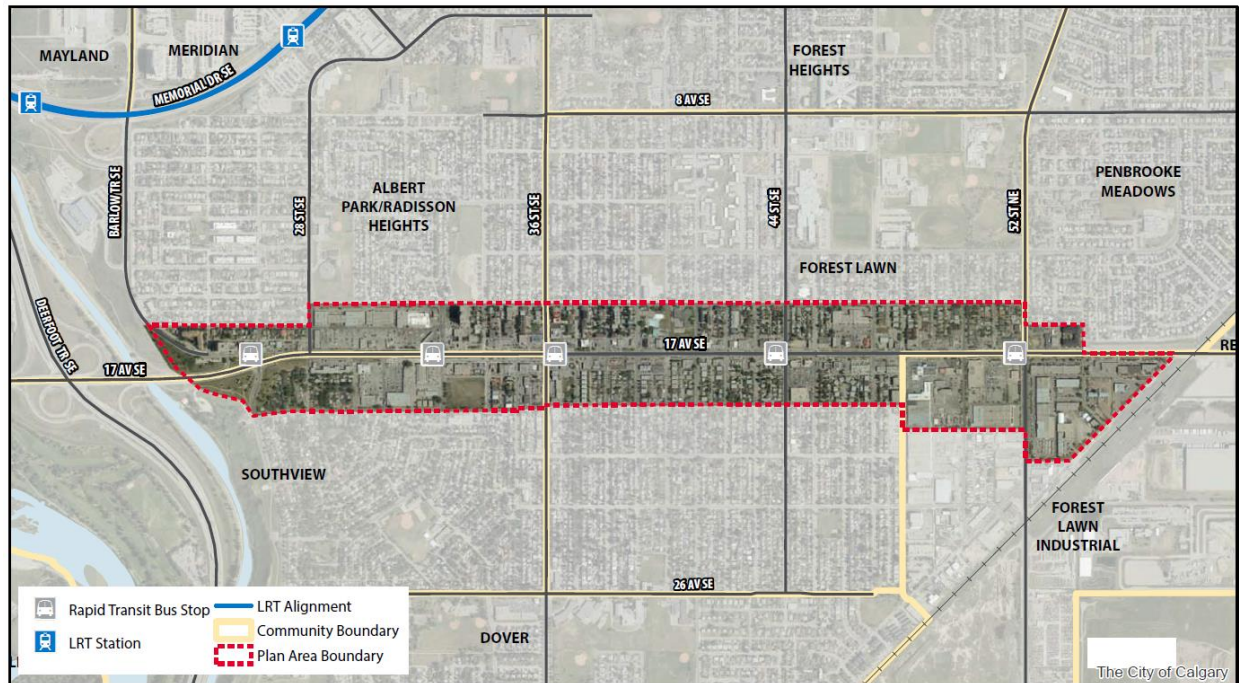 MAYLAND
MERIDIAN
MEMORIAL DR SE
FOREST
HEIGHTS
8 AV SE
BARLOW TR SE
28 ST SE
ALBERT
PARK/RADISSON
HEIGHTS
36 ST SE
44 ST SE
52 ST NE
PENBROOKE
MEADOWS
FOREST LAWN
DEERFOOT TR SE
17 AV SE
17 AV SE
RE
SOUTHVIEW
FOREST
LAWN
INDUSTRIAL
26 AV SE
DOVER
Rapid Transit Bus Stop
LRT Station
LRT Alignment
Community Boundary
Plan Area Boundary
The City of Calgary